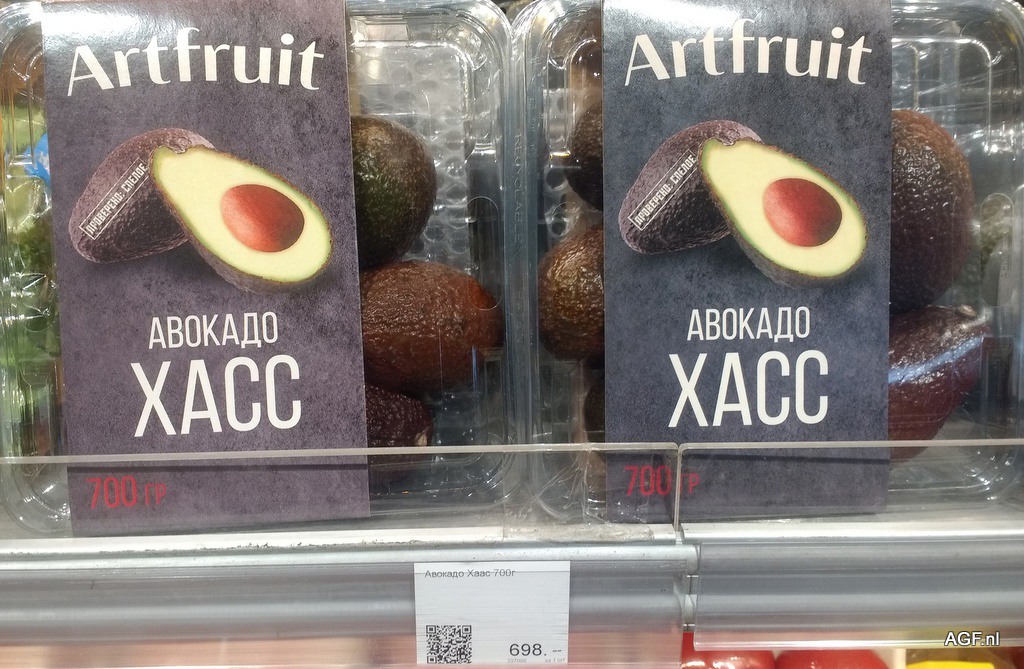 Artfruit
ПРОВЕРЕНО: СПЕЛОЕ
АВОКАДО
ХАСС
700 ГР
Artfruit
ПРОВЕРЕНО: СПЕЛОЕ
АВОКАДО
ХАСС
700 ГР
Авокадо Хаас 700г
698. --
AGF.nl